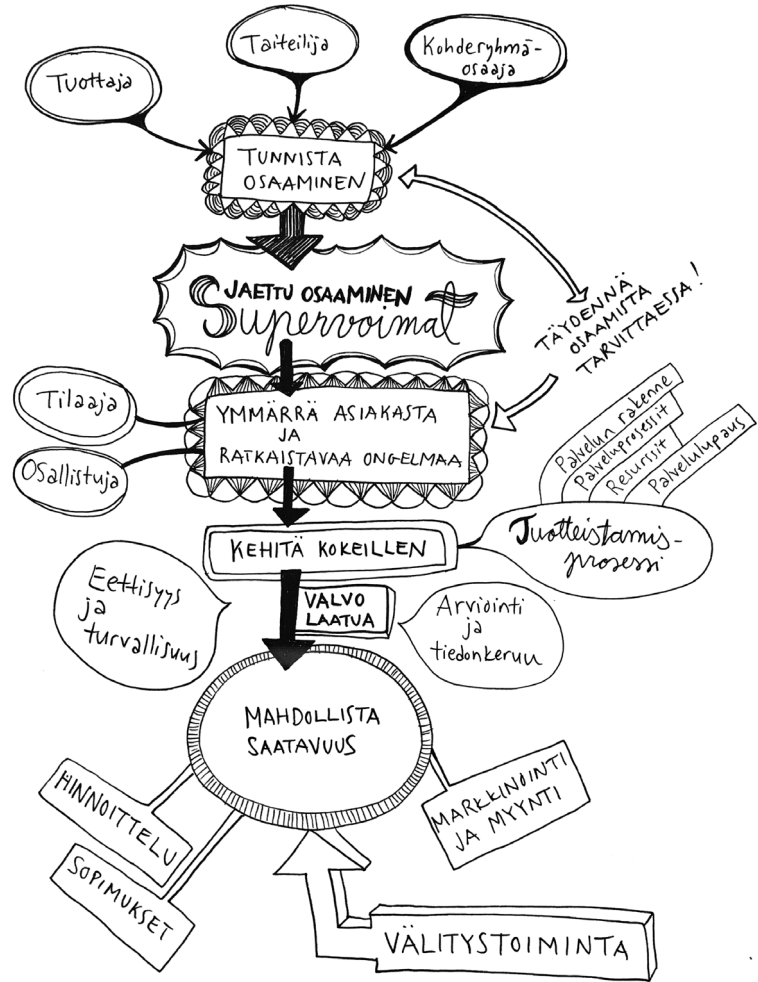 Tuottaja
Taiteilija
Kohderyhmä-
osaaja
TUNNISTA
OSAAMINEN
JAETTU OSAAMINEN
Supervoimat
TÄYDENNÄ
OSAAMISTA
TARVITTAESSA!
Tilaaja
Osallistuja
YMMÄRRÄ ASIAKASTA
JA
RATKAISTAVAA ONGELMAA
Palvelun rakenne
Palveluprosessit
Resurssit
Palvelulupaus
KEHITÄ KOKEILLEN
Tuotteistamis-
prosessi
Eettisyys
ja
turvallisuus
VALVO
LAATUA
Arviointi
ja
tiedonkeruu
MAHDOLLISTA
SAATAVUUS
HINNOITTELU
SOPIMUKSET
MARKKINOINTI
JA MYYNTI
VÄLITYSTOIMINTA